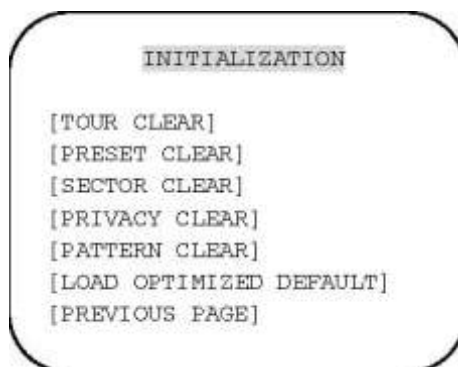 INITIALIZATION
[TOUR CLEAR]
[PRESET CLEAR]
[SECTOR CLEAR]
[PRIVACY CLEAR]
[PATTERN CLEAR]
[LOAD OPTIMIZED DEFAULT]
[PREVIOUS PAGE]